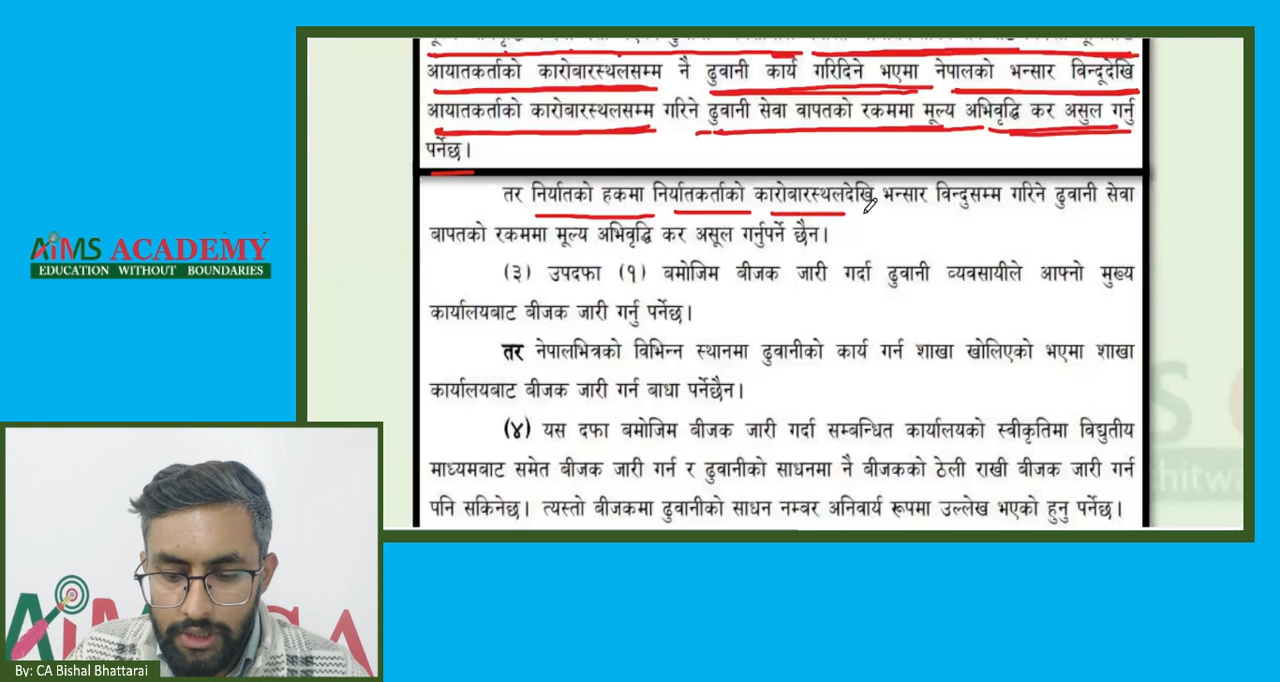 आयातकर्ताको कारोबारस्थलसम्म नै ढुवानी कार्य गरिदिने भएमा नेपालको भन्सार विन्दूदेखि
आयातकर्ताको कारोबारस्थलसम्म गरिने ढुवानी सेवा बापतको रकममा मूल्य अभिवृद्धि कर असुल गर्नु
पर्नेछ।
तर निर्यातको हकमा निर्यातकर्ताको कारोबारस्थलदेखि भन्सार विन्दुसम्म गरिने ढुवानी सेवा
बापतको रकममा मूल्य अभिवृद्धि कर असूल गर्नुपर्ने छैन।
(३) उपदफा (१) बमोजिम बीजक जारी गर्दा ढुवानी व्यवसायीले आफ्नो मुख्य
कार्यालयबाट बीजक जारी गर्नु पर्नेछ।
तर नेपालभित्रको विभिन्न स्थानमा ढुवानीको कार्य गर्न शाखा खोलिएको भएमा शाखा
कार्यालयबाट बीजक जारी गर्न बाधा पर्नेछैन।
(४) यस दफा बमोजिम बीजक जारी गर्दा सम्बन्धित कार्यालयको स्वीकृतिमा विद्युतीय
माध्यमबाट समेत बीजक जारी गर्न र ढुवानीको साधनमा नै बीजकको ठेली राखी बीजक जारी गर्न
पनि सकिनेछ। त्यस्तो बीजकमा ढुवानीको साधन नम्बर अनिवार्य रूपमा उल्लेख भएको हुनु पर्नेछ।
AiMS ACADEMY
EDUCATION WITHOUT BOUNDARIES
By: CA Bishal Bhattarai